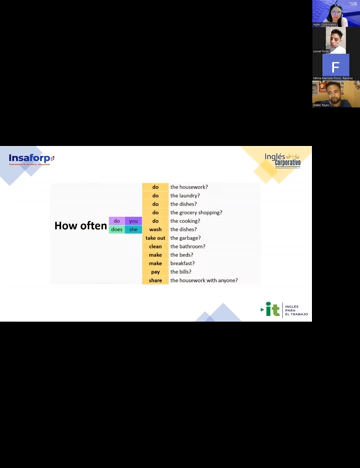 Insaforp
Inglés
Corporativo
F
How often
do you
does she
do the housework?
do the laundry?
do the dishes?
do the grocery shopping?
do the cooking?
wash the dishes?
take out the garbage?
clean the bathroom?
make the beds?
make breakfast?
pay the bills?
share the housework with anyone?
it
INGLÉS
PARA
EL TRABAJO